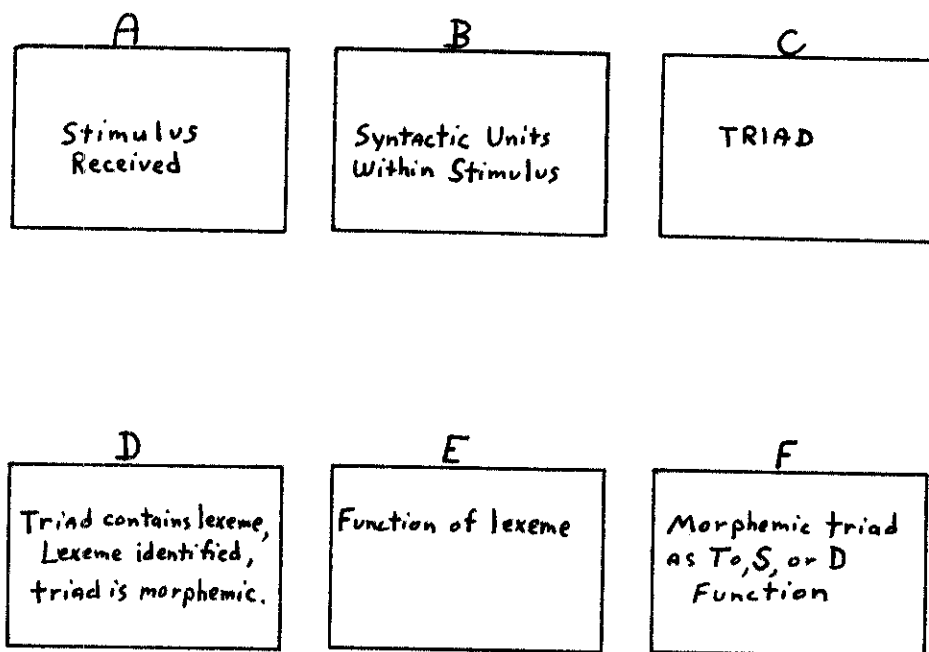 A
B
C
Stimulus
Received
Syntactic Units
Within Stimulus
TRIAD
D
E
F
Triad contains lexeme,
Lexeme identified,
triad is morphemic.
Function of lexeme
Morphemic triad
as To, S, or D
Function